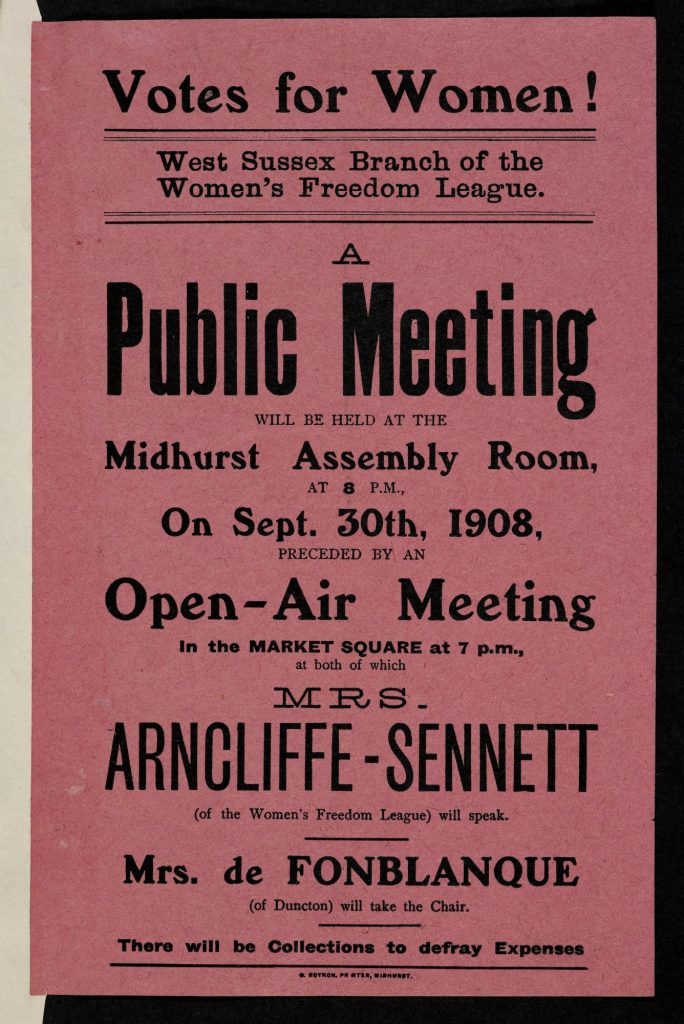 Votes for Women!
West Sussex Branch of the
Women's Freedom League.
A
Public Meeting
WILL BE HELD AT THE
Midhurst Assembly Room,
AT 8 P.M.,
On Sept. 30th, 1908,
PRECEDED BY AN
Open-Air Meeting
In the MARKET SQUARE at 7 p.m.,
at both of which
MRS.
ARNCLIFFE-SENNETT
(of the Women's Freedom League) will speak.
Mrs. de FONBLANQUE
(of Duncton) will take the Chair.
There will be Collections to defray Expenses
PRINTER, MIDHURST.